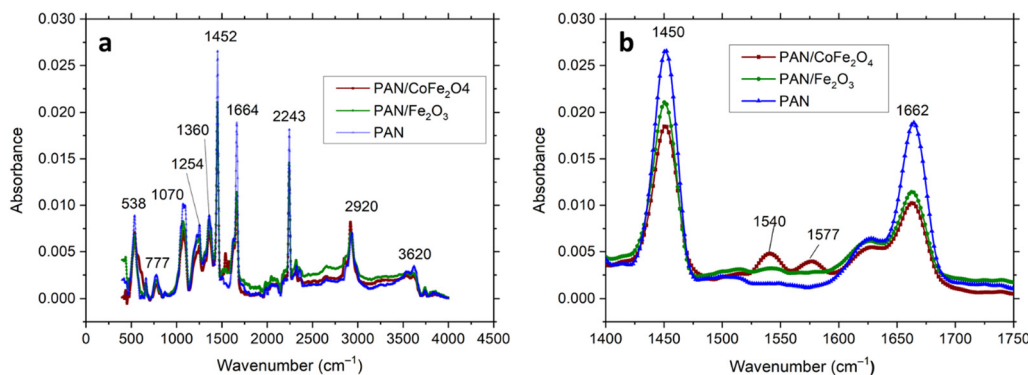 a
0.030
0.025
0.020
0.015
0.010
0.005
0.000
Absorbance
538
777
1070
1254
1360
1452
1664
2243
2920
3620
PAN/CoFe₂O4
PAN/Fe₂O₃
PAN
0 500 1000 1500 2000 2500 3000 3500 4000 4500
Wavenumber (cm⁻¹)
b
0.030
0.025
0.020
0.015
0.010
0.005
0.000
Absorbance
1450
1540
1577
1662
PAN/CoFe₂O₄
PAN/Fe₂O₃
PAN
1400 1450 1500 1550 1600 1650 1700 1750
Wavenumber (cm⁻¹)